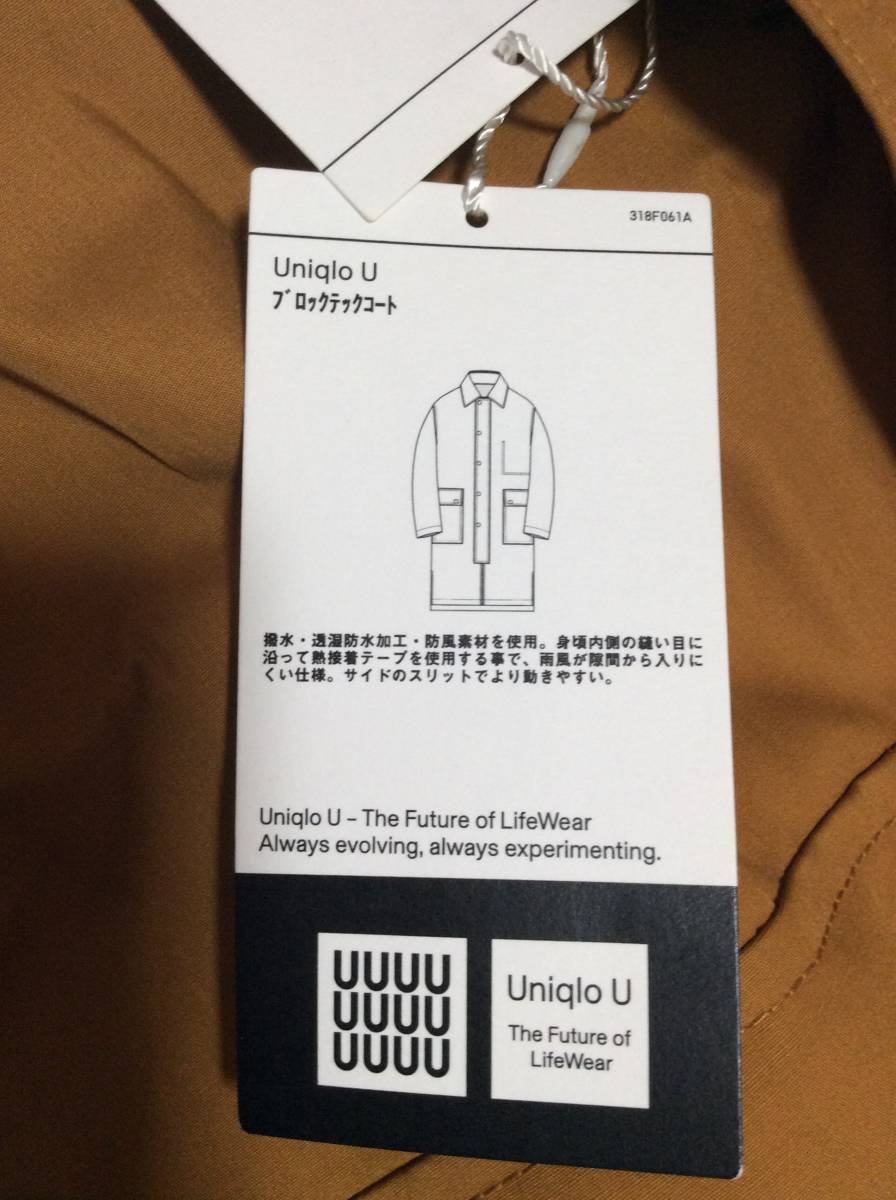 318F061A
Uniqlo U
ﾌﾞﾛｯｸﾃｯｸｺｰﾄ
撥水・透湿防水加工・防風素材を使用。身頃内側の縫い目に
沿って熱接着テープを使用する事で、雨風が隙間から入りに
くい仕様。サイドのスリットでより動きやすい。
Uniqlo U – The Future of LifeWear
Always evolving, always experimenting.
UUUU
UUUU
UUUU
Uniqlo U
The Future of
LifeWear